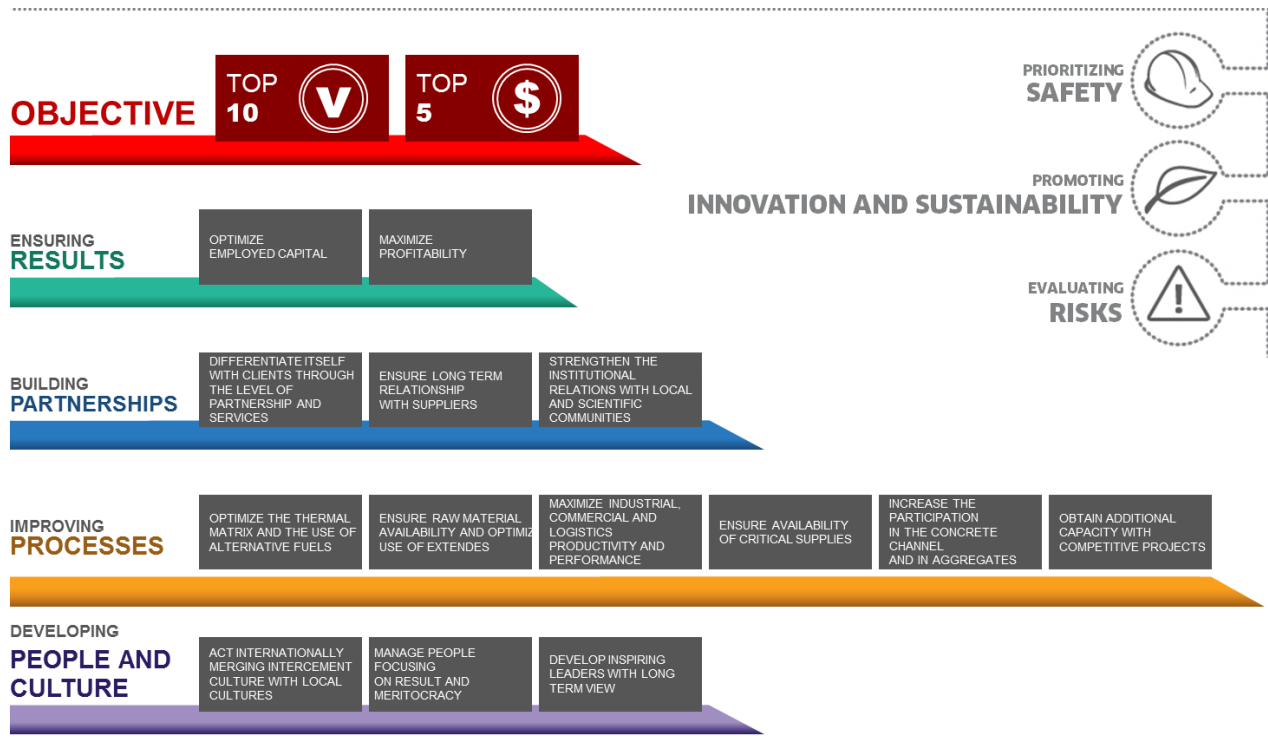 OBJECTIVE
TOP
10
V
TOP
5
$
PRIORITIZING
SAFETY
PROMOTING
INNOVATION AND SUSTAINABILITY
EVALUATING
RISKS
!
ENSURING
RESULTS
OPTIMIZE
EMPLOYED CAPITAL
MAXIMIZE
PROFITABILITY
BUILDING
PARTNERSHIPS
DIFFERENTIATE ITSELF
WITH CLIENTS THROUGH
THE LEVEL OF
PARTNERSHIP AND
SERVICES
ENSURE LONG TERM
RELATIONSHIP
WITH SUPPLIERS
STRENGTHEN THE
INSTITUTIONAL
RELATIONS WITH LOCAL
AND SCIENTIFIC
COMMUNITIES
IMPROVING
PROCESSES
OPTIMIZE THE THERMAL
MATRIX AND THE USE OF
ALTERNATIVE FUELS
ENSURE RAW MATERIAL
AVAILABILITY AND OPTIMIZ
USE OF EXTENDES
MAXIMIZE INDUSTRIAL,
COMMERCIAL AND
LOGISTICS
PRODUCTIVITY AND
PERFORMANCE
ENSURE AVAILABILITY
OF CRITICAL SUPPLIES
INCREASE THE
PARTICIPATION
IN THE CONCRETE
CHANNEL
AND IN AGGREGATES
OBTAIN ADDITIONAL
CAPACITY WITH
COMPETITIVE PROJECTS
DEVELOPING
PEOPLE AND
CULTURE
ACT INTERNATIONALLY
MERGING INTERCEMENT
CULTURE WITH LOCAL
CULTURES
MANAGE PEOPLE
FOCUSING
ON RESULT AND
MERITOCRACY
DEVELOP INSPIRING
LEADERS WITH LONG
TERM VIEW